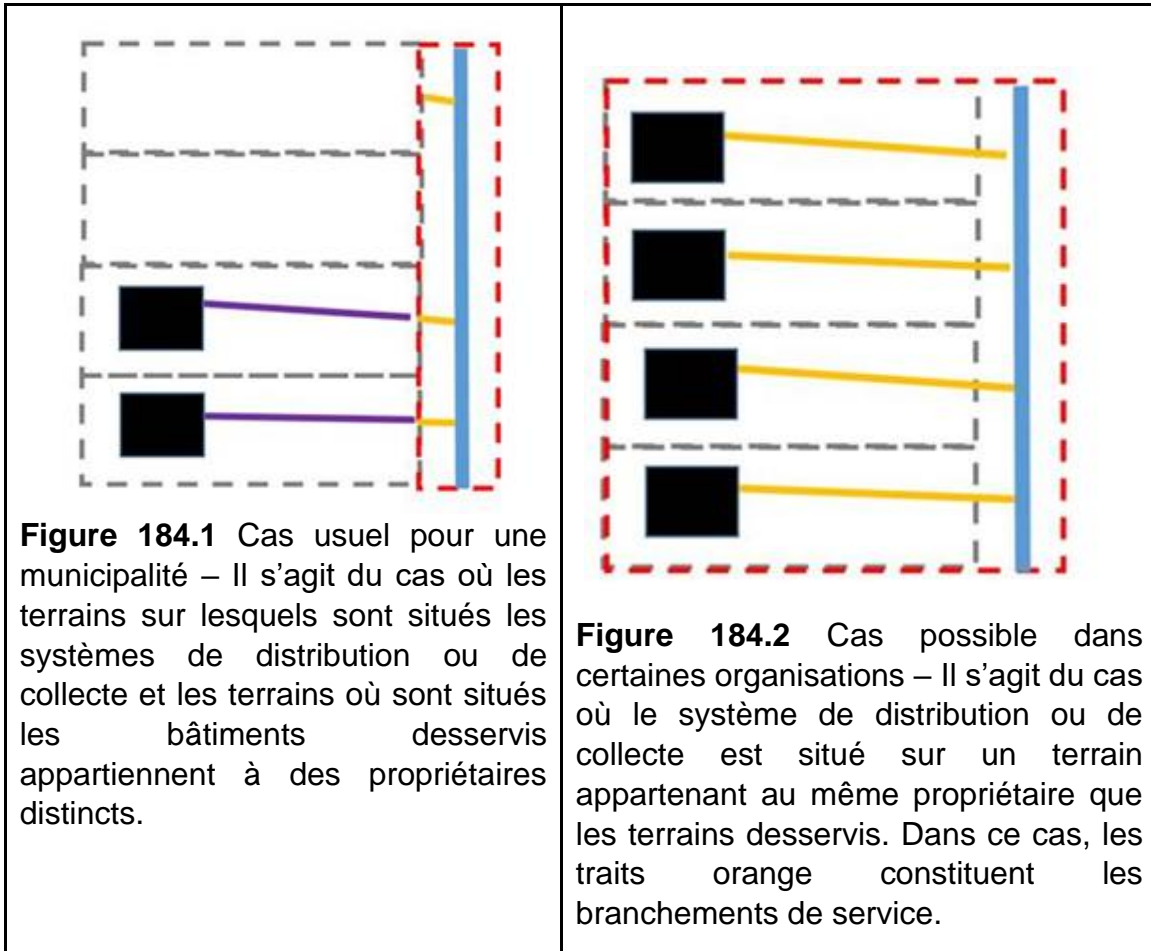 Figure 184.1 Cas usuel pour une
municipalité – Il s’agit du cas où les
terrains sur lesquels sont situés les
systèmes de distribution ou de
collecte et les terrains où sont situés
les bâtiments desservis
appartiennent à des propriétaires
distincts.
Figure 184.2 Cas possible dans
certaines organisations – Il s’agit du cas
où le système de distribution ou de
collecte est situé sur un terrain
appartenant au même propriétaire que
les terrains desservis. Dans ce cas, les
traits orange constituent les
branchements de service.